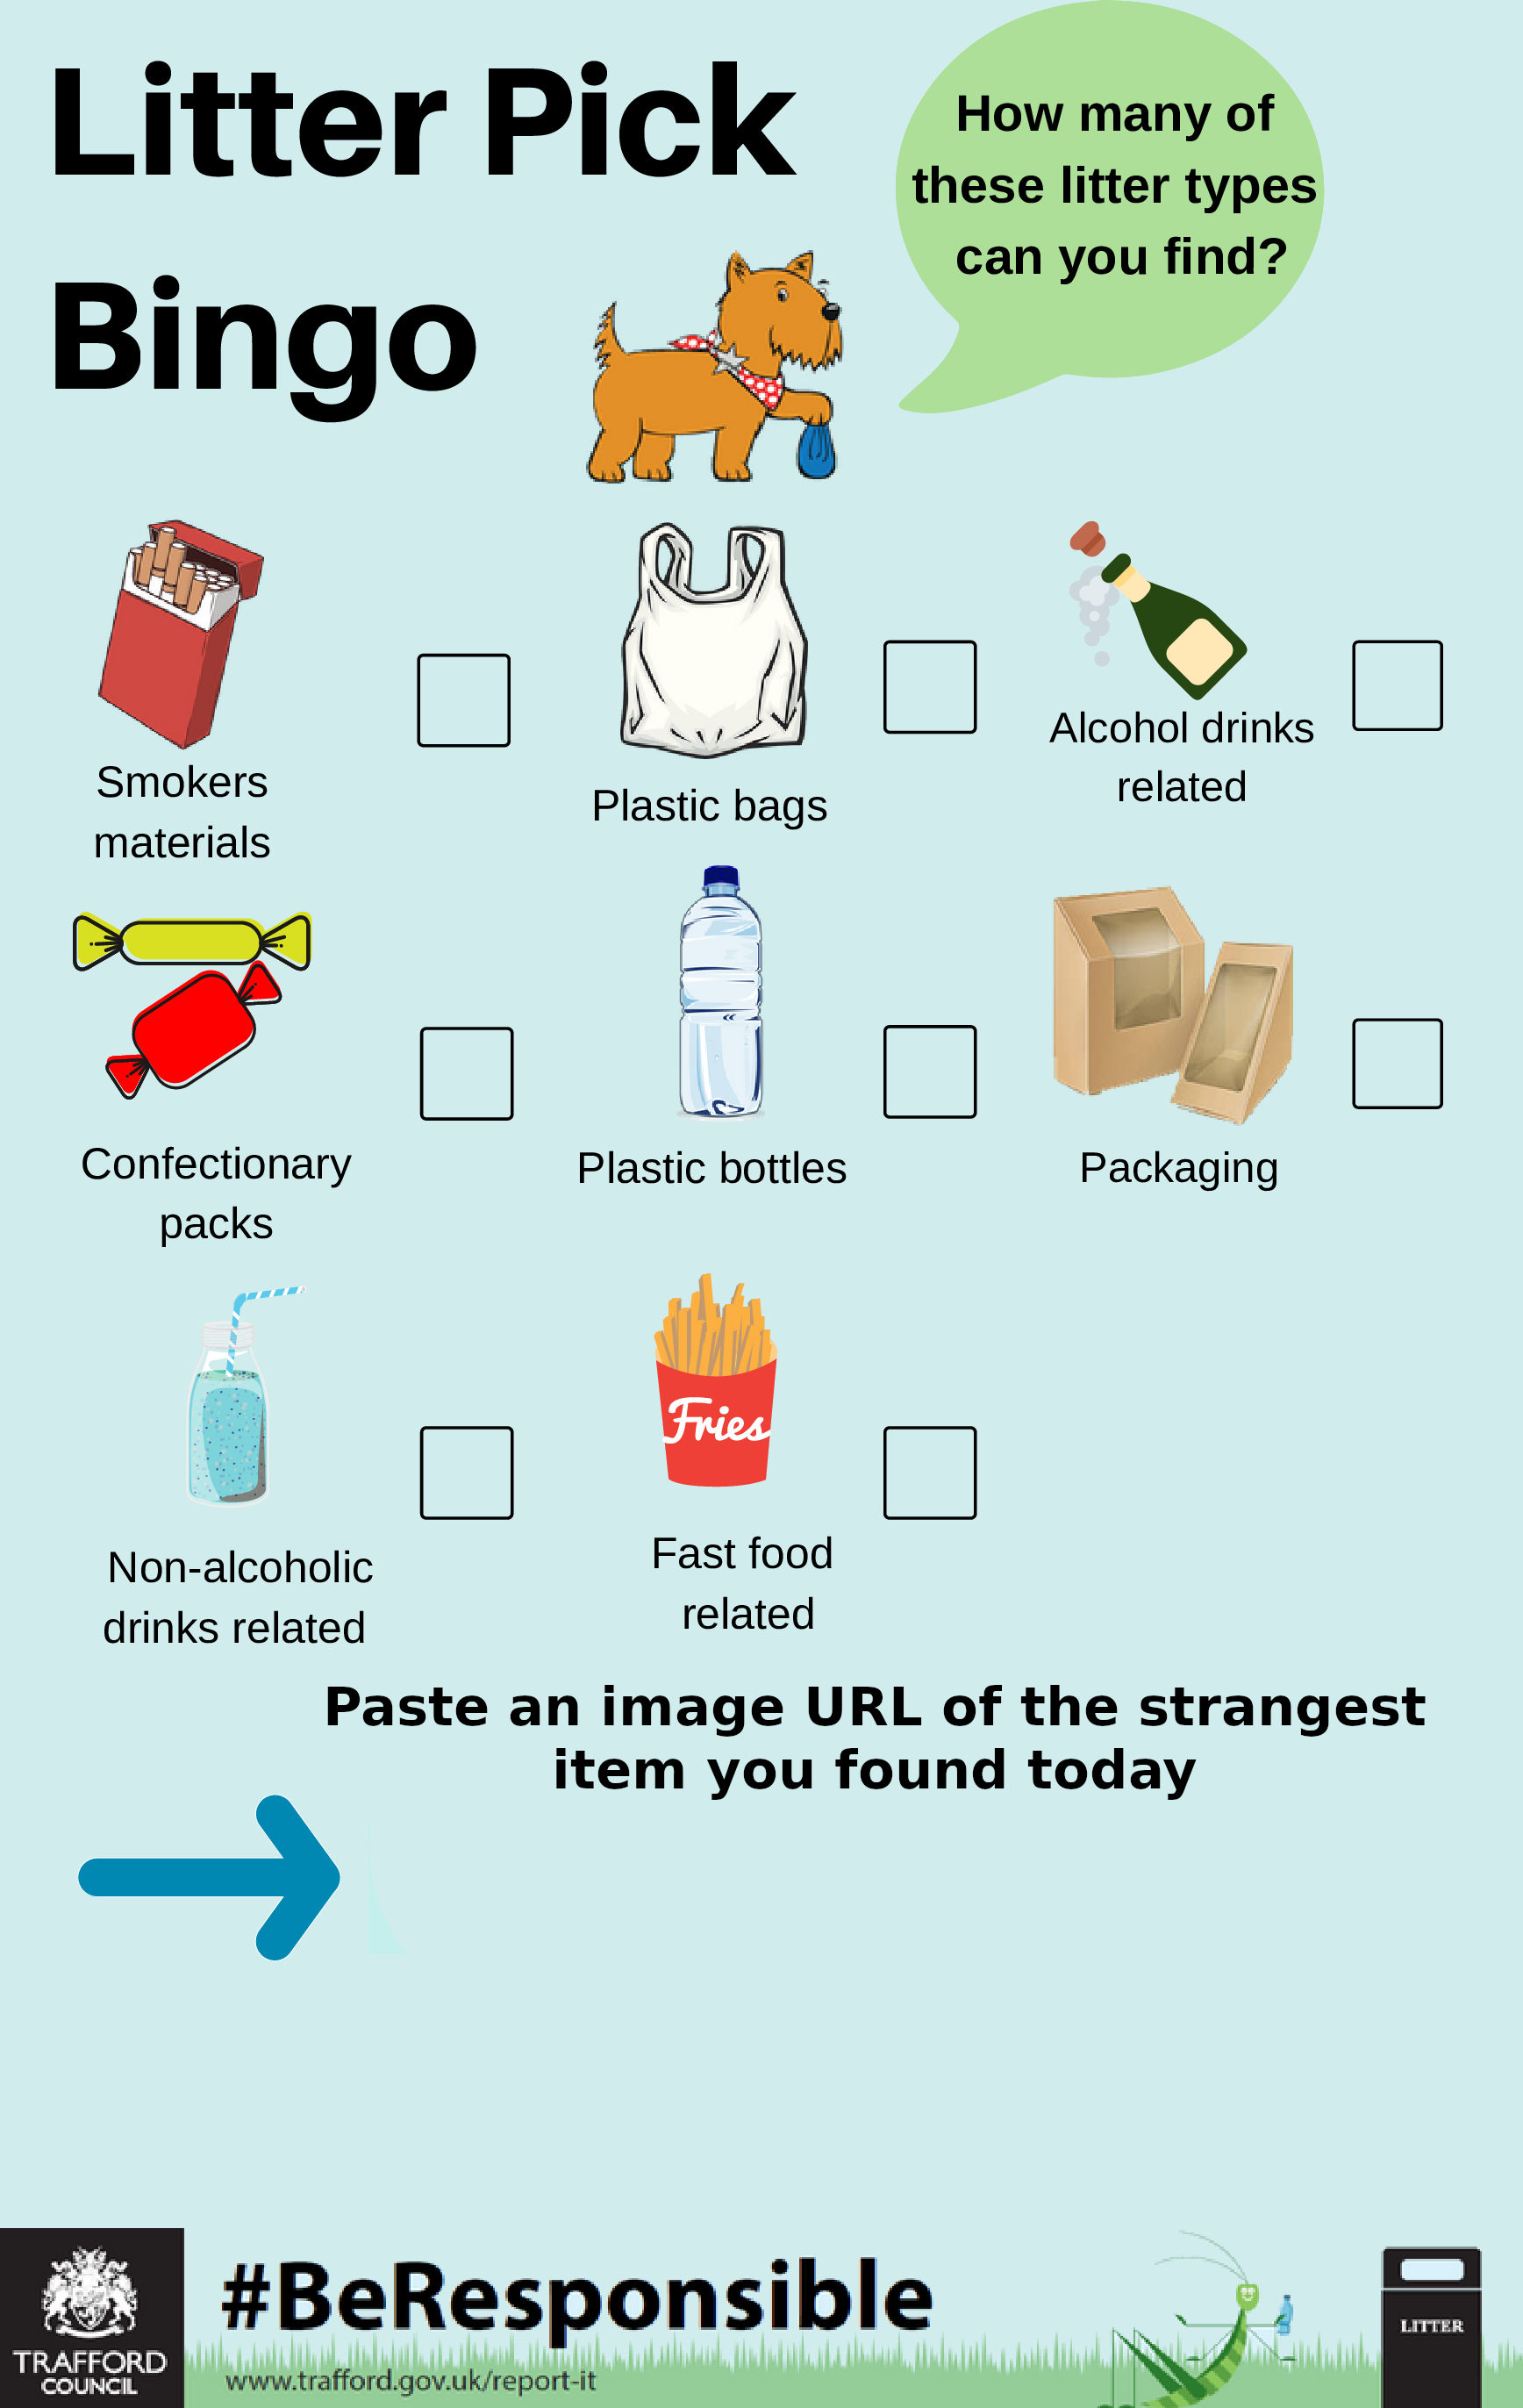 Litter Pick
Bingo
How many of
these litter types
can you find?
Smokers
materials
Plastic bags
Alcohol drinks
related
Confectionary
packs
Plastic bottles
Packaging
Fries
Non-alcoholic
drinks related
Fast food
related
Paste an image URL of the strangest
item you found today
TRAFFORD
COUNCIL
#BeResponsible
www.trafford.gov.uk/report-it
LITTER